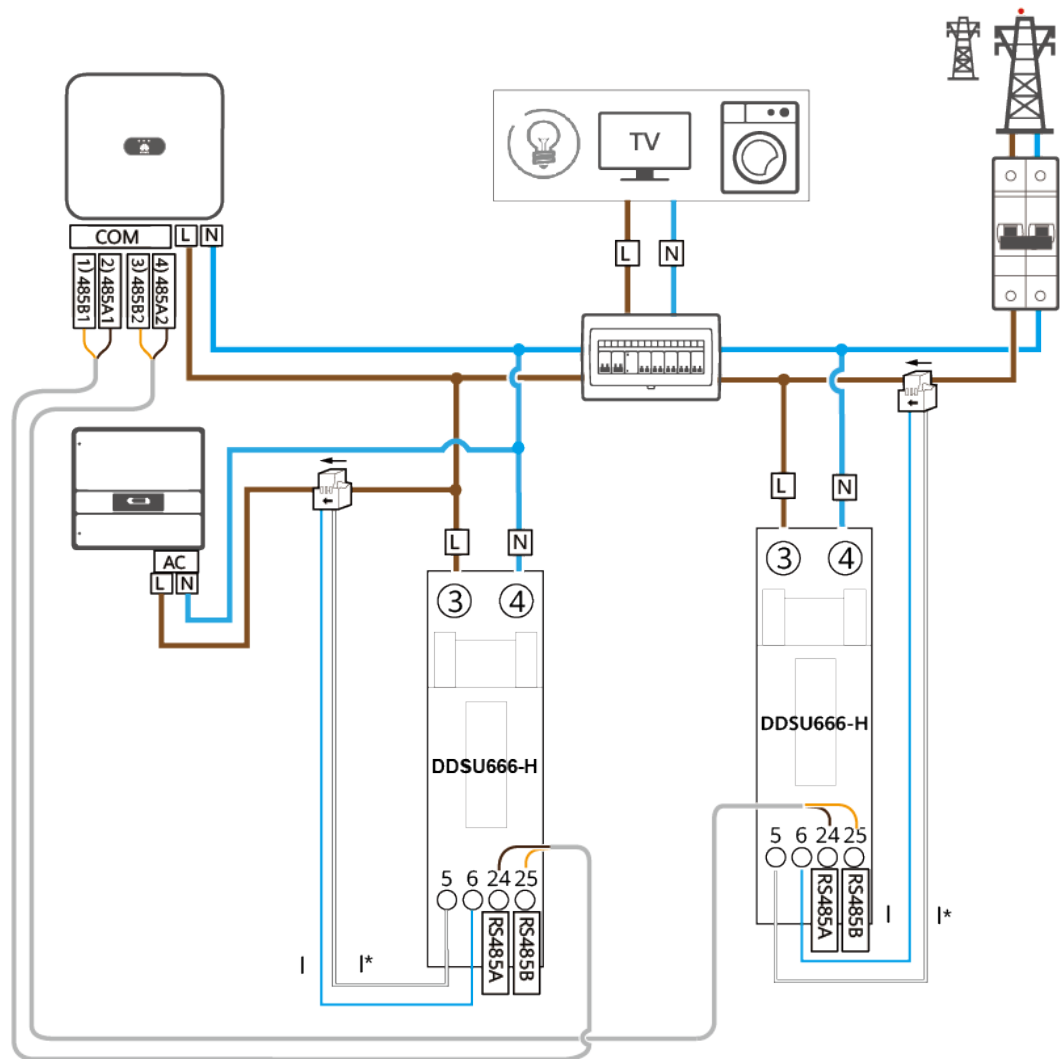 TV
COM
L
N
1) 485B1
2) 485A1
3) 485B2
4) 485A2
L
N
AC
L
N
L
N
L
N
3
4
3
4
DDSU666-H
DDSU666-H
5 6 24 25
RS485A
RS485B
5 6 24 25
RS485A
RS485B
I
I*
I
I*